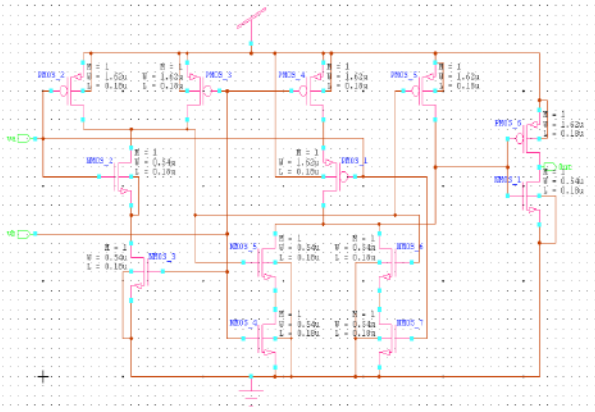 PMOS_2
M = 1
W = 1.62u
L = 0.18u
M = 1
W = 1.62u
L = 0.18u
PMOS_3
PMOS_4
M = 1
W = 1.62u
L = 0.18u
PMOS_5
M = 1
W = 1.62u
L = 0.18u
M = 1
W = 1.62u
L = 0.18u
NMOS_2
M = 1
W = 0.54u
L = 0.18u
M = 1
W = 1.62u
L = 0.18u
PMOS_1
NMOS_1
M = 1
W = 0.54u
L = 0.18u
M = 1
W = 0.54u
L = 0.18u
NMOS_3
NMOS_5
M = 1
W = 0.54u
L = 0.18u
M = 1
W = 0.54u
L = 0.18u
M = 1
W = 0.54u
L = 0.18u
M = 1
W = 0.54u
L = 0.18u
NMOS_7